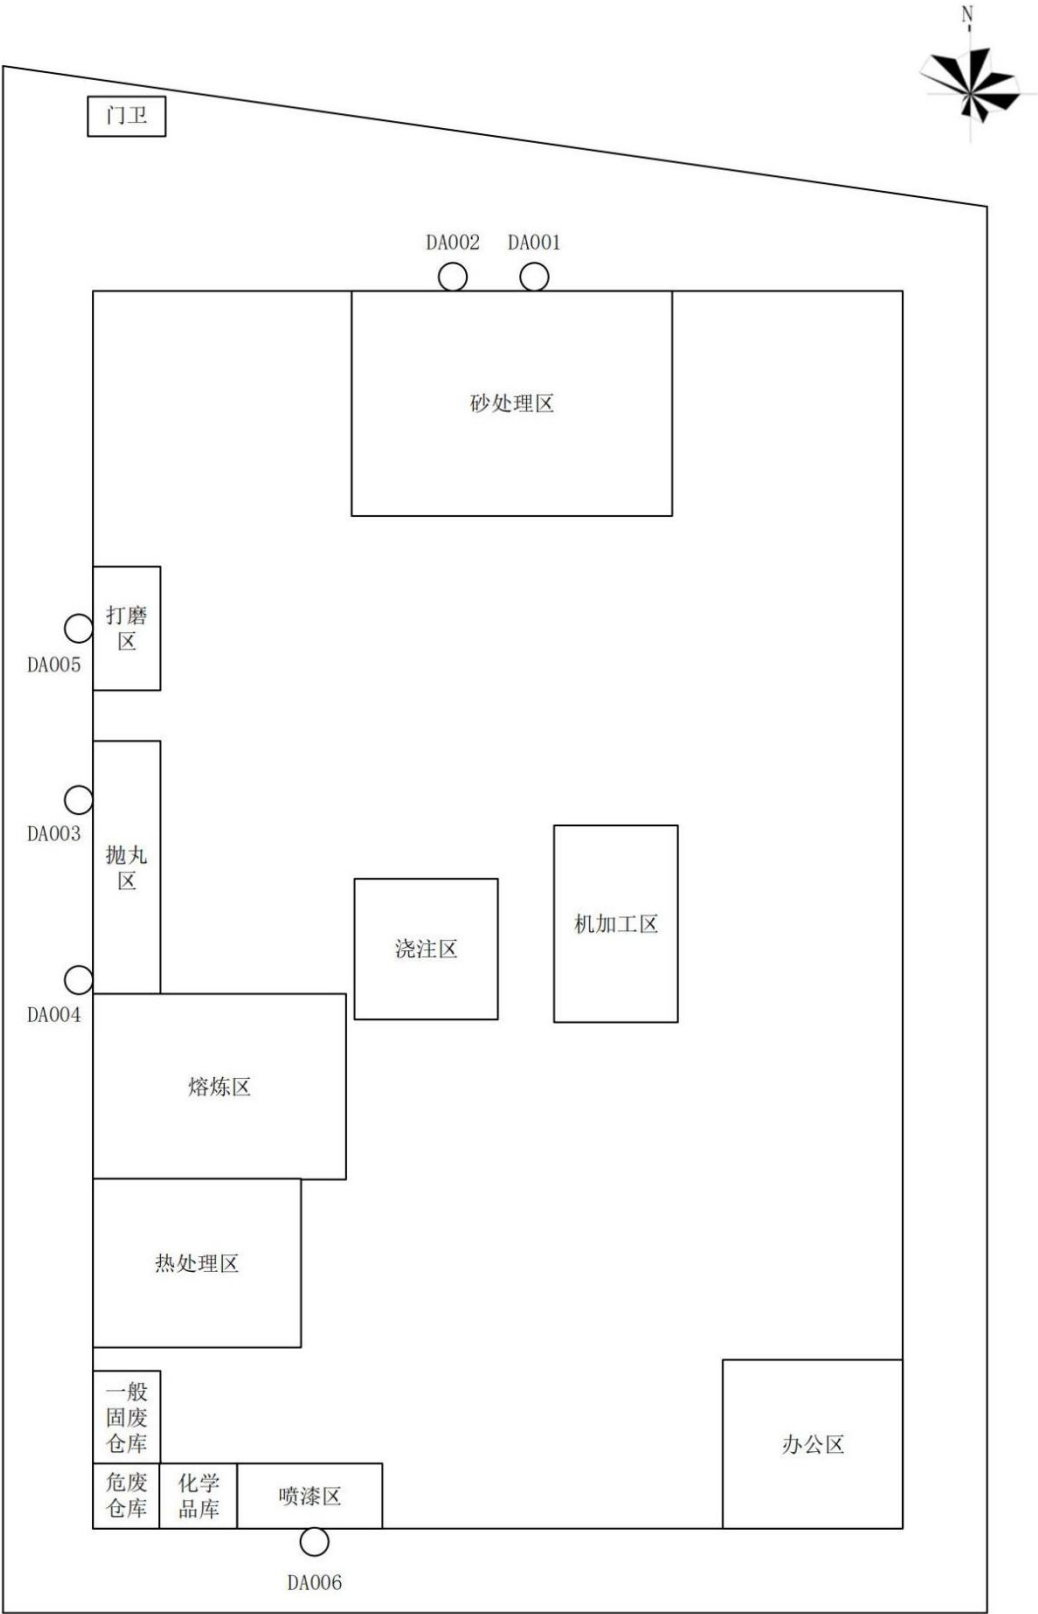 N
门卫
DA002
DA001
砂处理区
打磨
区
DA005
DA003
抛丸
区
机加工区
浇注区
DA004
熔炼区
热处理区
一般
固废
仓库
办公区
危废
仓库
化学
品库
喷漆区
DA006